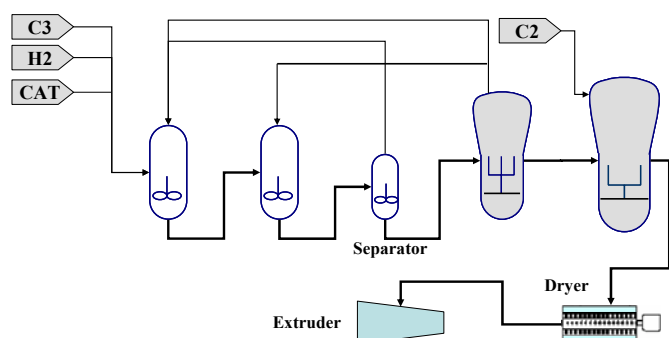 C3
C2
H2
CAT
Separator
Dryer
Extruder